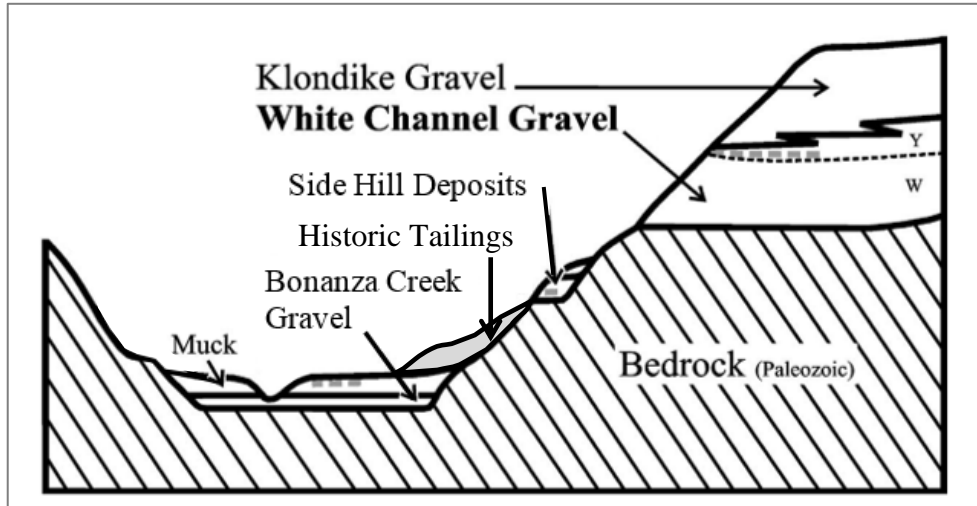 Klondike Gravel
White Channel Gravel
Y
W
Side Hill Deposits
Historic Tailings
Bonanza Creek
Gravel
Muck
Bedrock (Paleozoic)